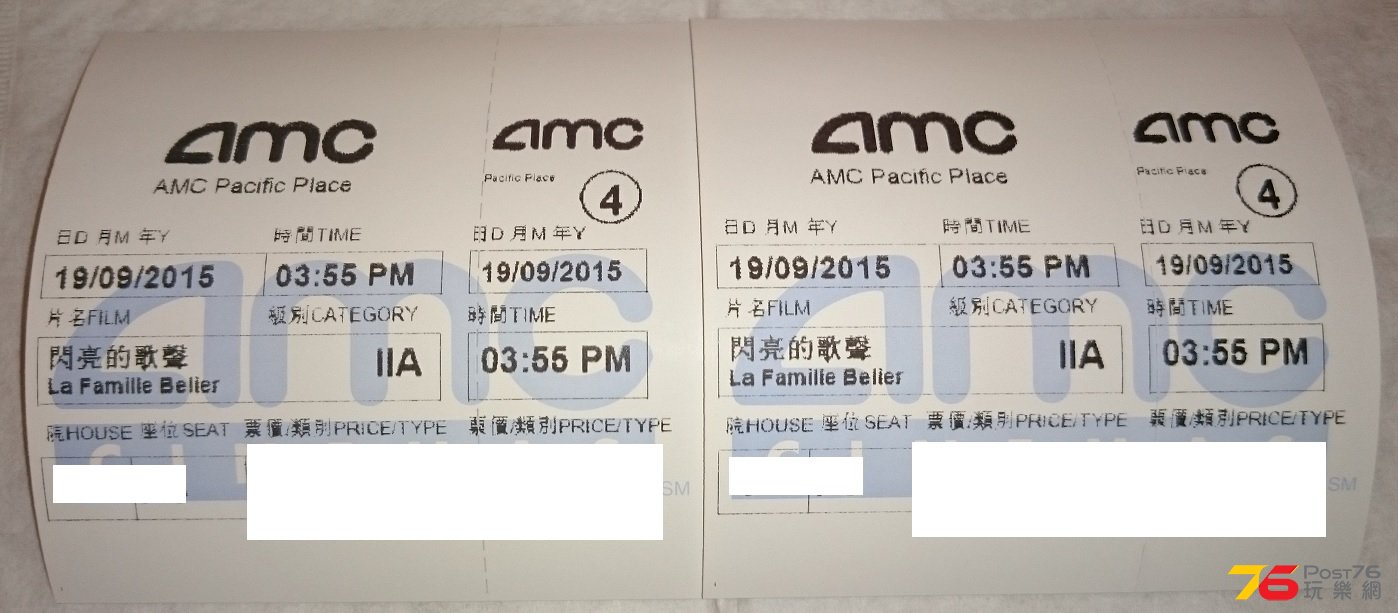 amc
AMC Pacific Place
日D 月M 年Y 時間TIME
19/09/2015 03:55 PM
片名FILM 級別CATEGORY
閃亮的歌聲
La Famille Belier
IIA
院HOUSE 座位SEAT 票價/類別PRICE/TYPE
amc
Pacific Place
4
日D 月M 年Y
19/09/2015
時間TIME
03:55 PM
票價/類別PRICE/TYPE
SM
amc
AMC Pacific Place
日D 月M 年Y 時間TIME
19/09/2015 03:55 PM
片名FILM 級別CATEGORY
閃亮的歌聲
La Famille Belier
IIA
院HOUSE 座位SEAT 票價/類別PRICE/TYPE
amc
Pacific Place
4
日D 月M 年Y
19/09/2015
時間TIME
03:55 PM
票價/類別PRICE/TYPE
SM
amc
amc
76 POST76
玩樂網